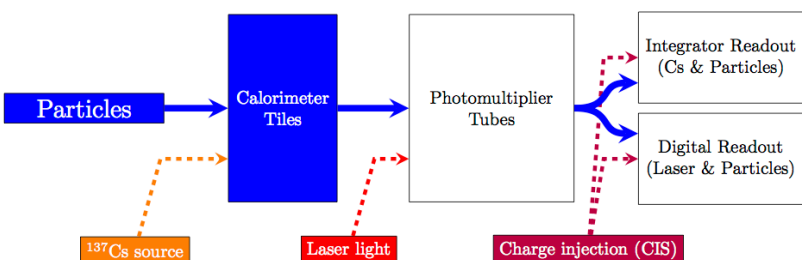 Particles
Calorimeter
Tiles
Photomultiplier
Tubes
Integrator Readout
(Cs & Particles)
Digital Readout
(Laser & Particles)
¹³⁷Cs source
Laser light
Charge injection (CIS)